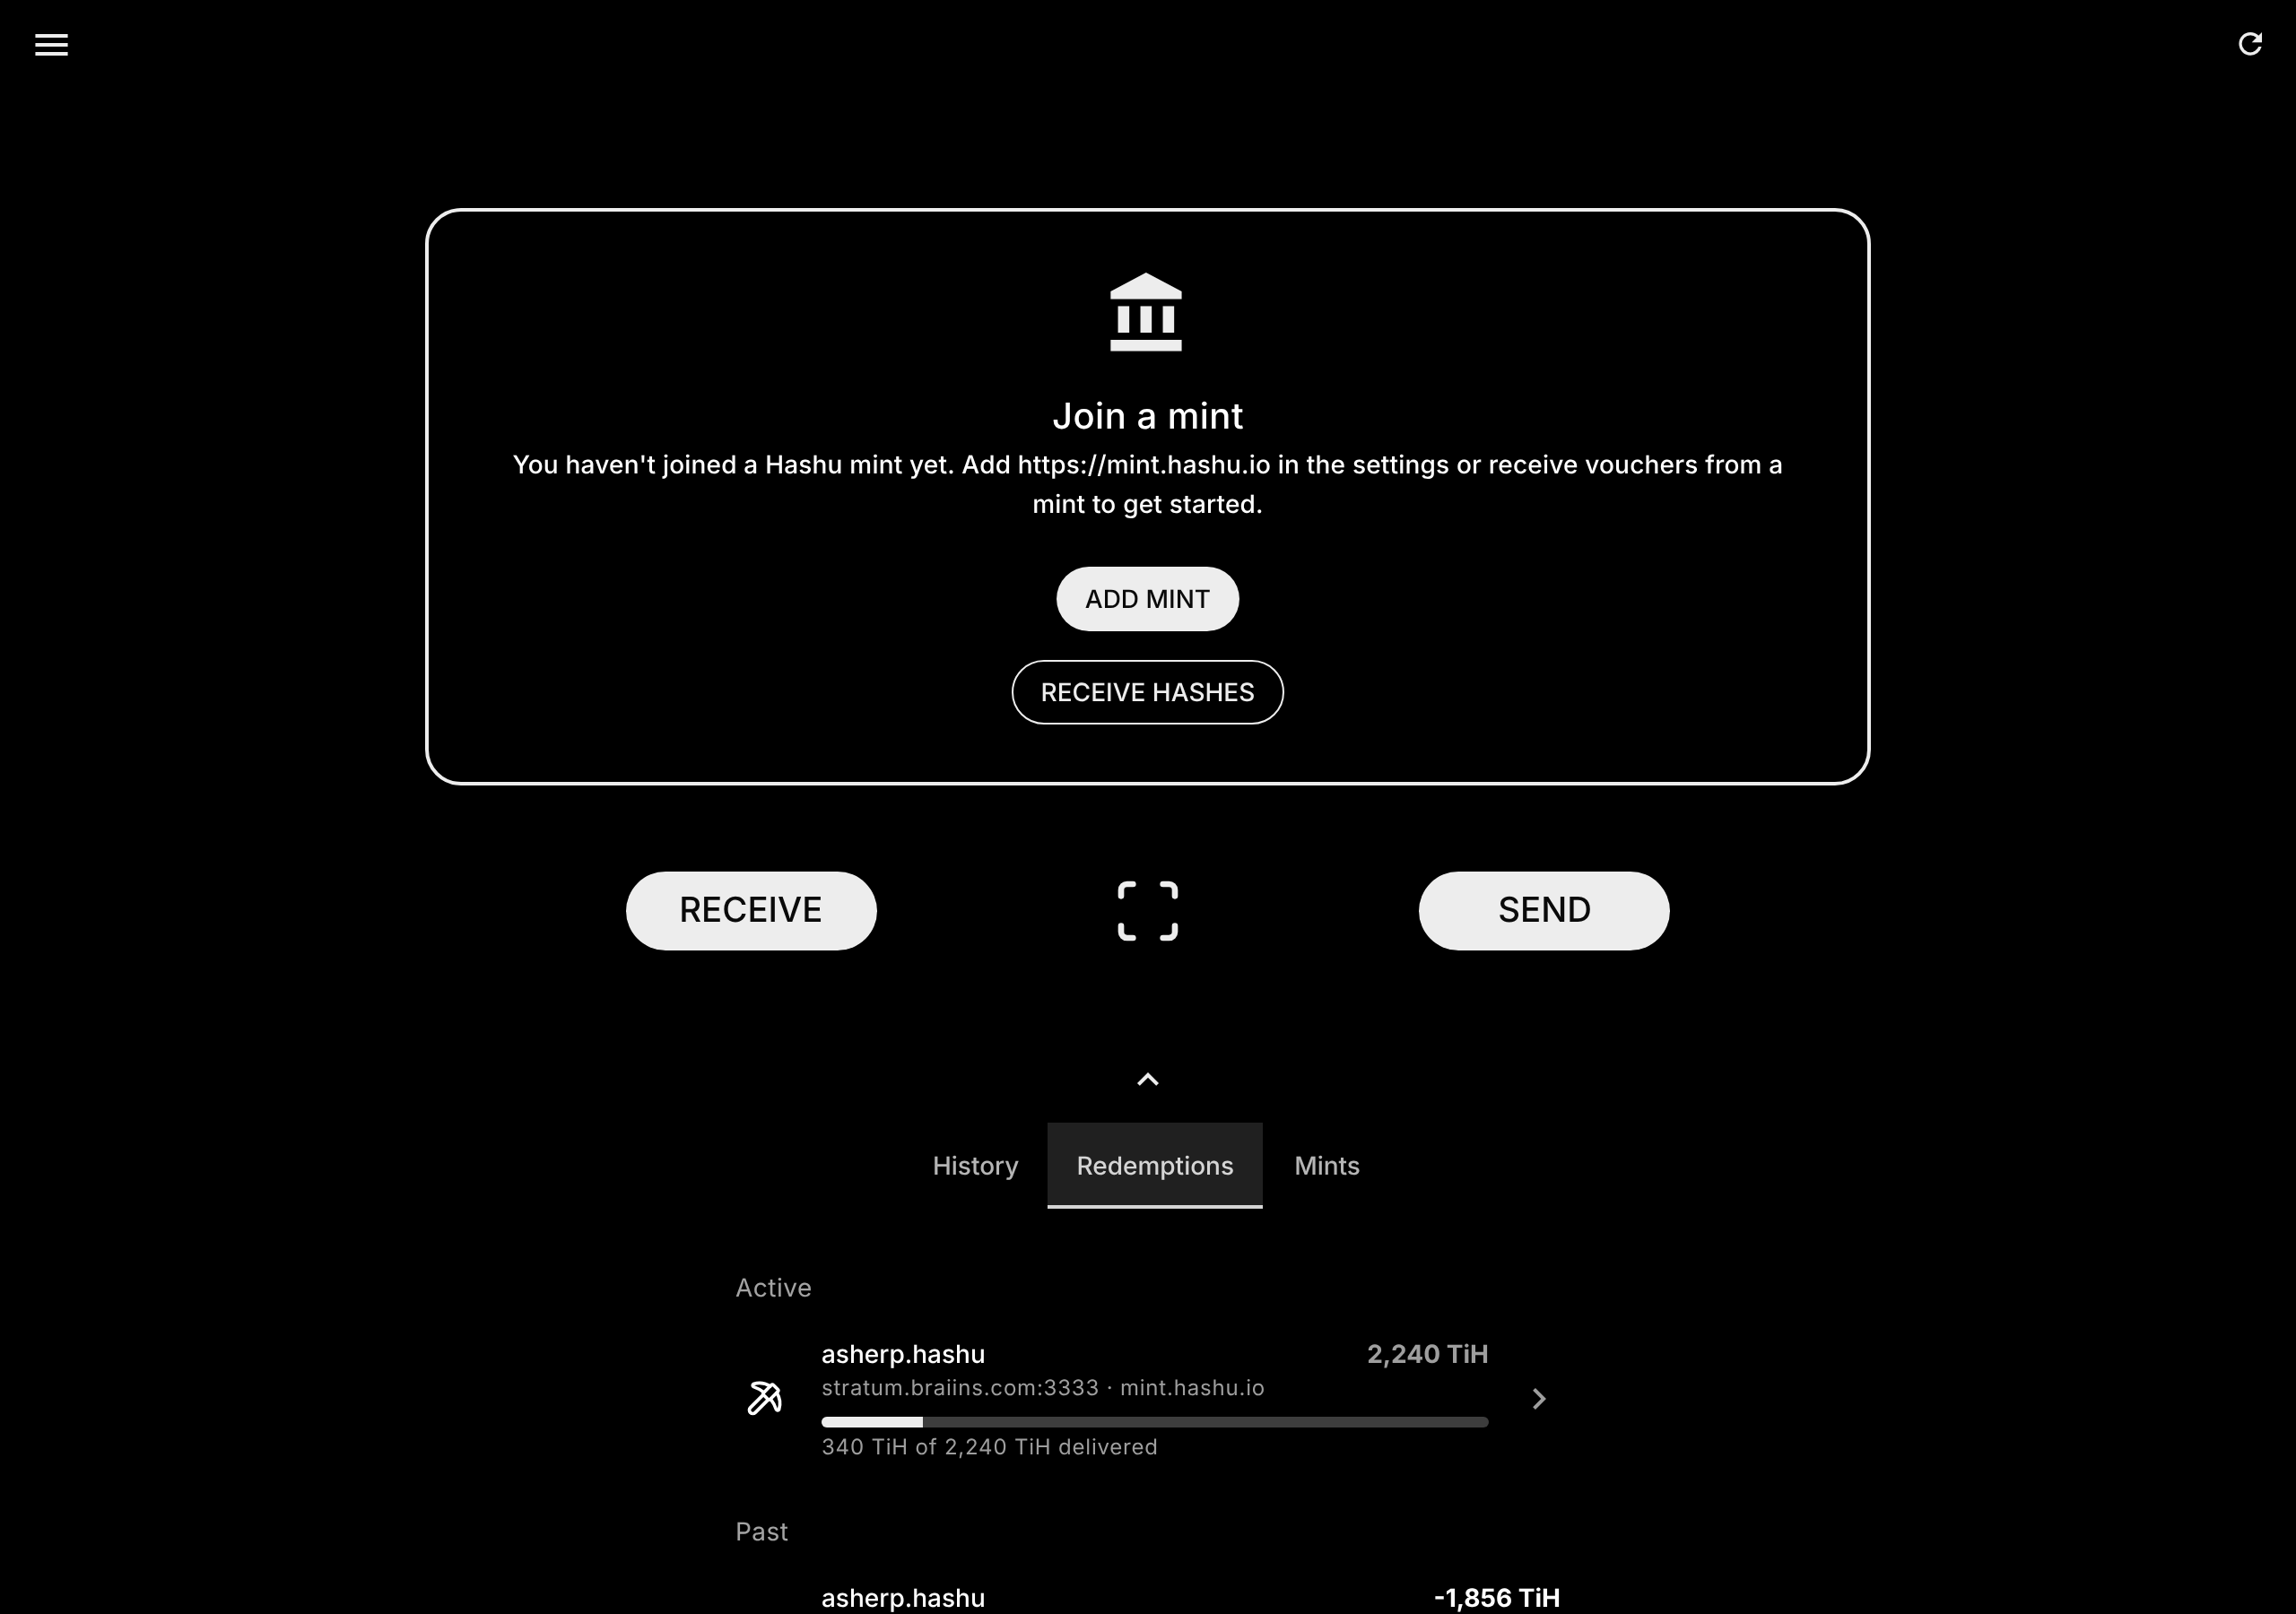 Join a mint
You haven't joined a Hashu mint yet. Add https://mint.hashu.io in the settings or receive vouchers from a
mint to get started.
ADD MINT
RECEIVE HASHES
RECEIVE
SEND
History
Redemptions
Mints
Active
asherp.hashu
2,240 TiH
stratum.braiins.com:3333 · mint.hashu.io
340 TiH of 2,240 TiH delivered
Past
asherp.hashu
-1,856 TiH